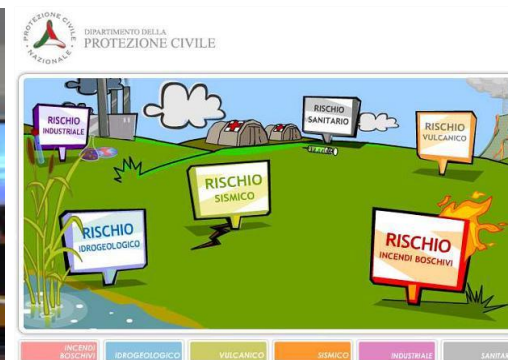 PROTEZIONE CIVILE
NAZIONALE
DIPARTIMENTO DELLA
PROTEZIONE CIVILE
RISCHIO
INDUSTRIALE
RISCHIO
SANITARIO
RISCHIO
VULCANICO
RISCHIO
SISMICO
RISCHIO
IDROGEOLOGICO
RISCHIO
INCENDI BOSCHIVI
INCENDI
BOSCHIVI
IDROGEOLOGICO
VULCANICO
SISMICO
INDUSTRIALE